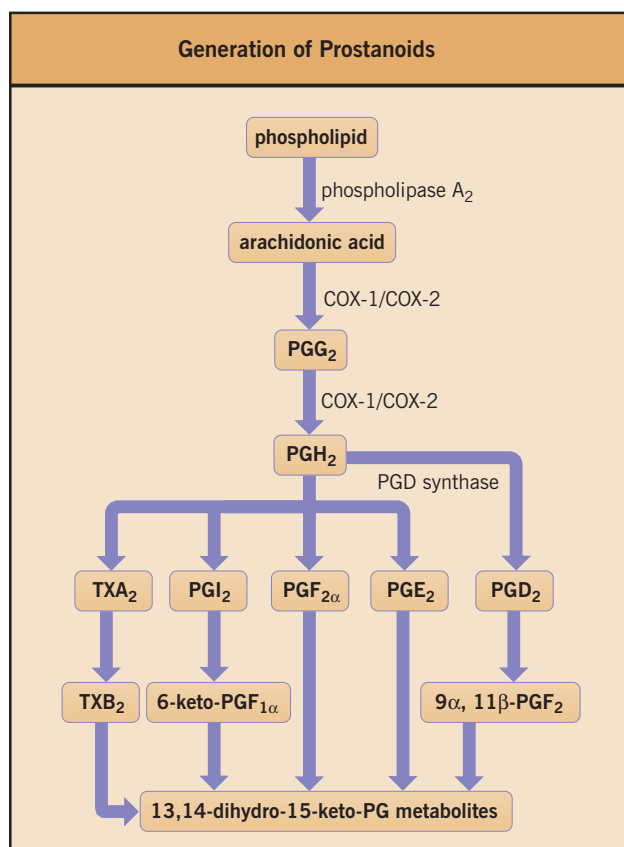 Generation of Prostanoids
phospholipid
phospholipase A₂
arachidonic acid
COX-1/COX-2
PGG₂
COX-1/COX-2
PGH₂
PGD synthase
TXA₂ PGI₂ PGF₂α PGE₂ PGD₂
TXB₂ 6-keto-PGF₁α 9α, 11β-PGF₂
13,14-dihydro-15-keto-PG metabolites